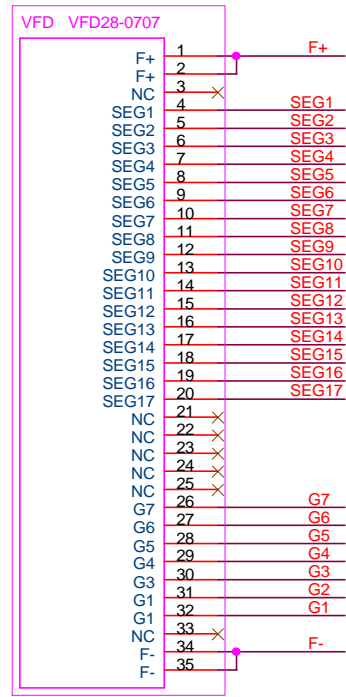 VFD VFD28-0707
F+ 1 F+
F+ 2
NC 3
SEG1 4 SEG1
SEG2 5 SEG2
SEG3 6 SEG3
SEG4 7 SEG4
SEG5 8 SEG5
SEG6 9 SEG6
SEG7 10 SEG7
SEG8 11 SEG8
SEG9 12 SEG9
SEG10 13 SEG10
SEG11 14 SEG11
SEG12 15 SEG12
SEG13 16 SEG13
SEG14 17 SEG14
SEG15 18 SEG15
SEG16 19 SEG16
SEG17 20 SEG17
NC 21
NC 22
NC 23
NC 24
NC 25
G7 26 G7
G6 27 G6
G5 28 G5
G4 29 G4
G3 30 G3
G1 31 G2
G1 32 G1
NC 33
F- 34 F-
F- 35